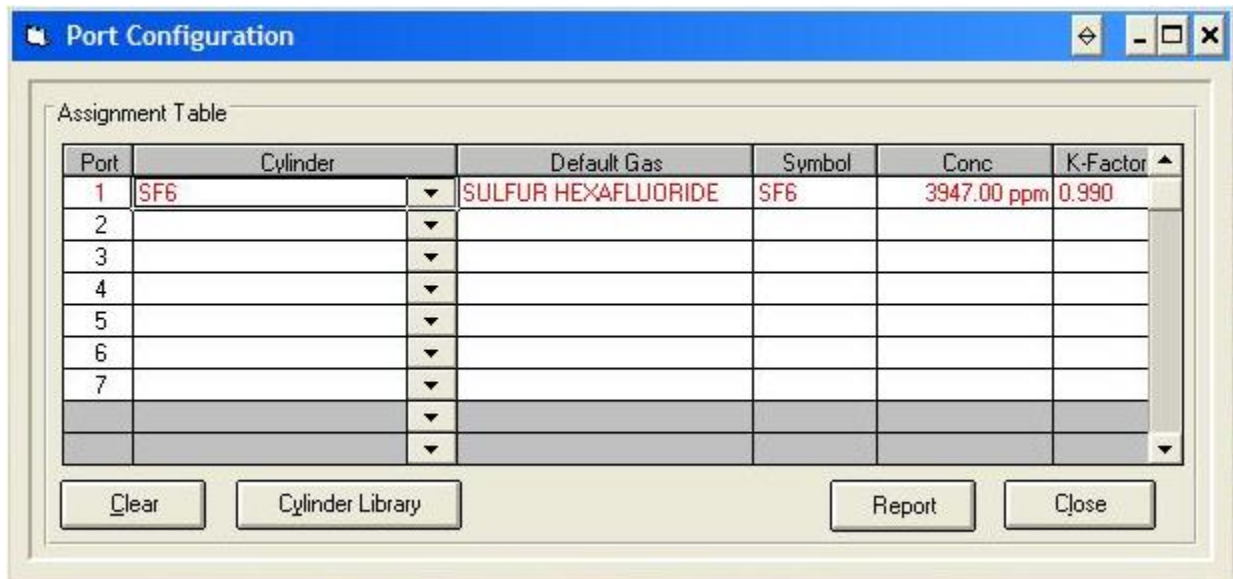 Port Configuration
Assignment Table
Port Cylinder Default Gas Symbol Conc K-Factor
1 SF6 SULFUR HEXAFLUORIDE SF6 3947.00 ppm 0.990
2
3
4
5
6
7
Clear Cylinder Library Report Close